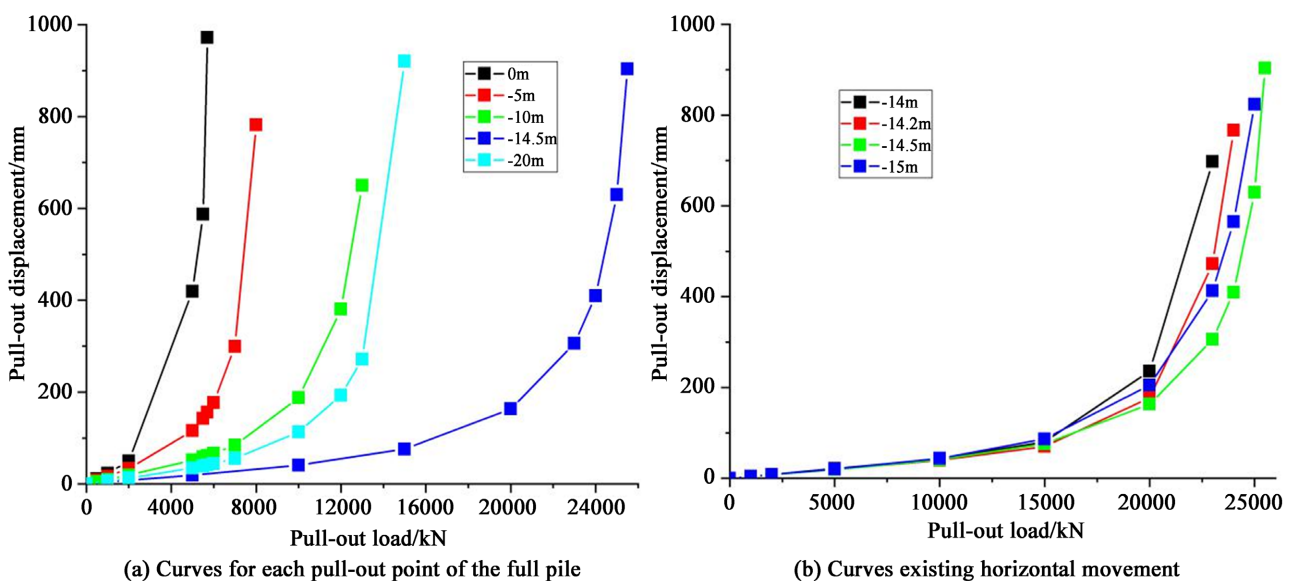 1000
800
600
400
200
0
Pull-out displacement/mm
0m
-5m
-10m
-14.5m
-20m
0 4000 8000 12000 16000 20000 24000
Pull-out load/kN
(a) Curves for each pull-out point of the full pile
1000
800
600
400
200
0
Pull-out displacement/mm
-14m
-14.2m
-14.5m
-15m
0 5000 10000 15000 20000 25000
Pull-out load/kN
(b) Curves existing horizontal movement